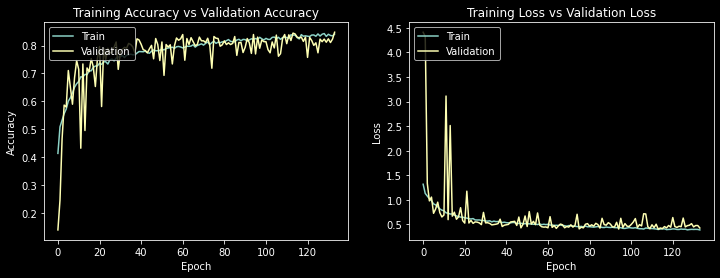 Training Accuracy vs Validation Accuracy
Train
Validation
Accuracy
0.8
0.7
0.6
0.5
0.4
0.3
0.2
0 20 40 60 80 100 120
Epoch
Training Loss vs Validation Loss
Train
Validation
Loss
4.5
4.0
3.5
3.0
2.5
2.0
1.5
1.0
0.5
0 20 40 60 80 100 120
Epoch